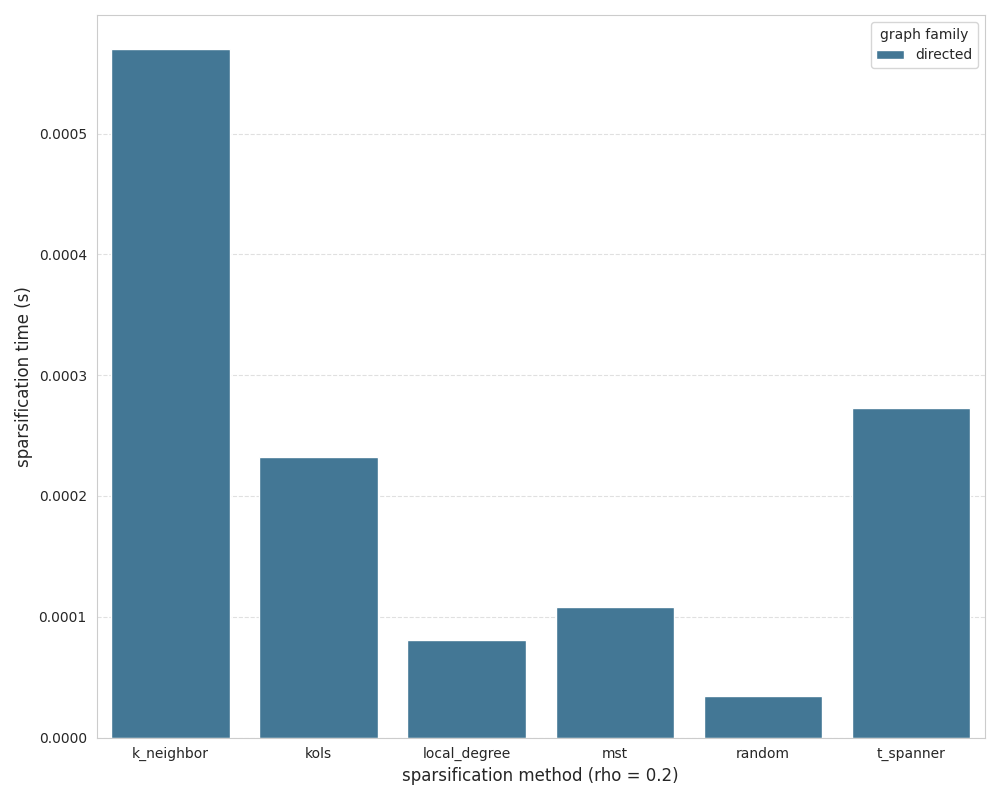 graph family
directed
sparsification time (s)
0.0005
0.0004
0.0003
0.0002
0.0001
0.0000
k_neighbor
kols
local_degree
mst
random
t_spanner
sparsification method (rho = 0.2)